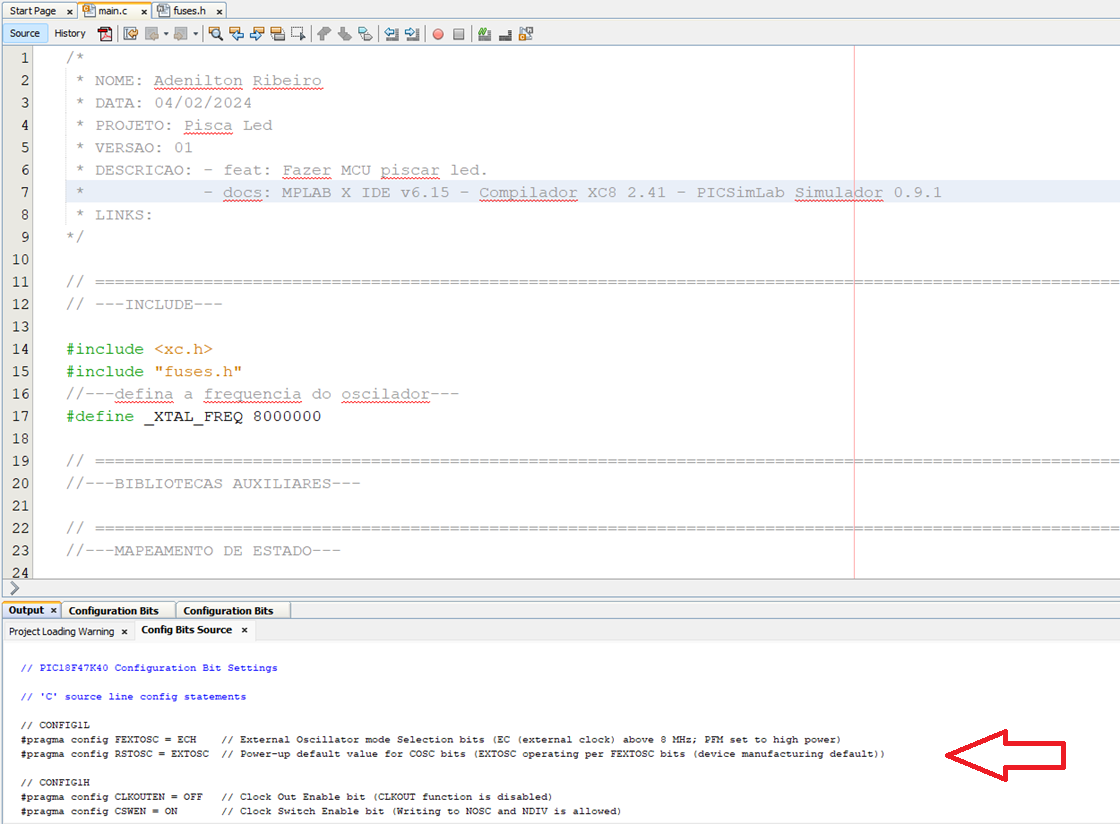 Start Page × main.c × fuses.h ×
Source History
1 /*
2 * NOME: Adenilton Ribeiro
3 * DATA: 04/02/2024
4 * PROJETO: Pisca Led
5 * VERSAO: 01
6 * DESCRICAO: - feat: Fazer MCU piscar led.
7 * - docs: MPLAB X IDE v6.15 - Compilador XC8 2.41 - PICSimLab Simulador 0.9.1
8 * LINKS:
9 */
10
11 // ==============================================================================================================
12 // ---INCLUDE---
13
14 #include <xc.h>
15 #include "fuses.h"
16 //---defina a frequencia do oscilador---
17 #define _XTAL_FREQ 8000000
18
19 // ==============================================================================================================
20 //---BIBLIOTECAS AUXILIARES---
21
22 // ==============================================================================================================
23 //---MAPEAMENTO DE ESTADO---
24
Output × Configuration Bits Configuration Bits
Project Loading Warning × Config Bits Source ×
// PIC18F47K40 Configuration Bit Settings
// 'C' source line config statements
// CONFIG1L
#pragma config FEXTOSC = ECH // External Oscillator mode Selection bits (EC (external clock) above 8 MHz; PFM set to high power)
#pragma config RSTOSC = EXTOSC // Power-up default value for COSC bits (EXTOSC operating per FEXTOSC bits (device manufacturing default))
// CONFIG1H
#pragma config CLKOUTEN = OFF // Clock Out Enable bit (CLKOUT function is disabled)
#pragma config CSWEN = ON // Clock Switch Enable bit (Writing to NOSC and NDIV is allowed)